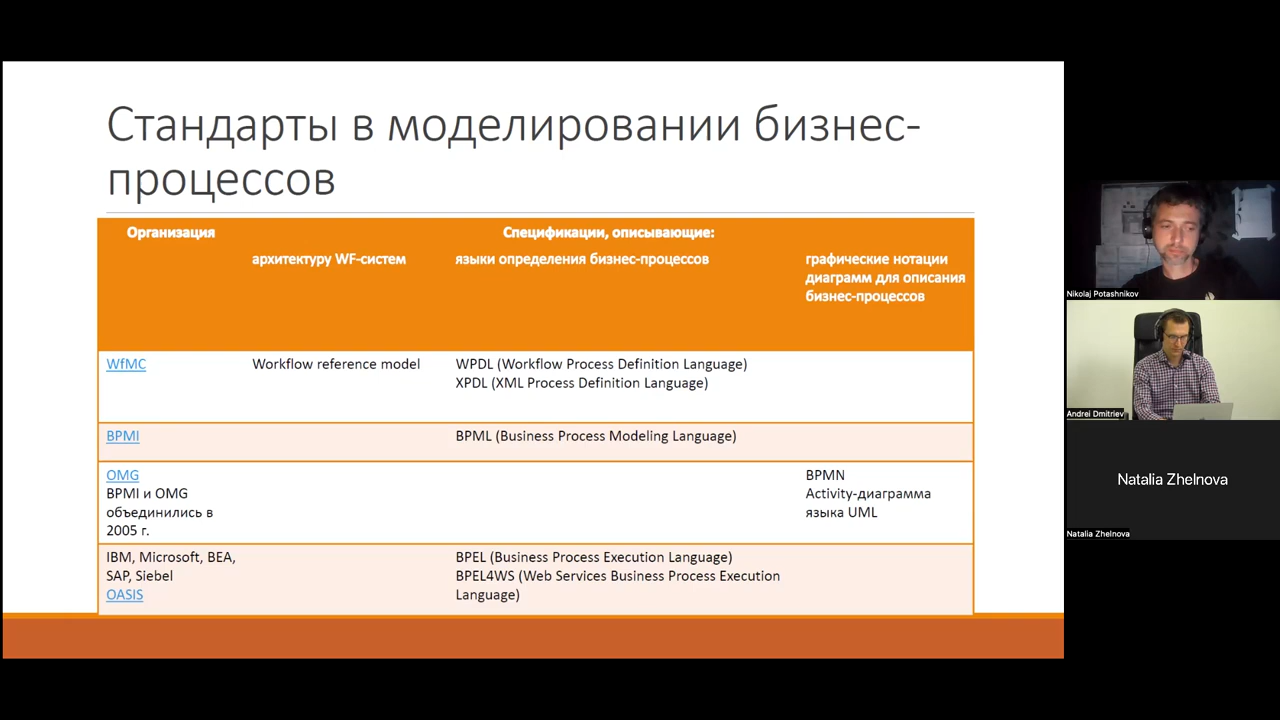 Стандарты в моделировании бизнес-
процессов
Организация
Спецификации, описывающие:
архитектуру WF-систем
языки определения бизнес-процессов
графические нотации
диаграмм для описания
бизнес-процессов
WfMC
Workflow reference model
WPDL (Workflow Process Definition Language)
XPDL (XML Process Definition Language)
BPMI
BPML (Business Process Modeling Language)
OMG
BPMI и OMG
объединились в
2005 г.
BPMN
Activity-диаграмма
языка UML
IBM, Microsoft, BEA,
SAP, Siebel
OASIS
BPEL (Business Process Execution Language)
BPEL4WS (Web Services Business Process Execution
Language)
Nikolaj Potashnikov
Andrei Dmitriev
Natalia Zhelnova
Natalia Zhelnova